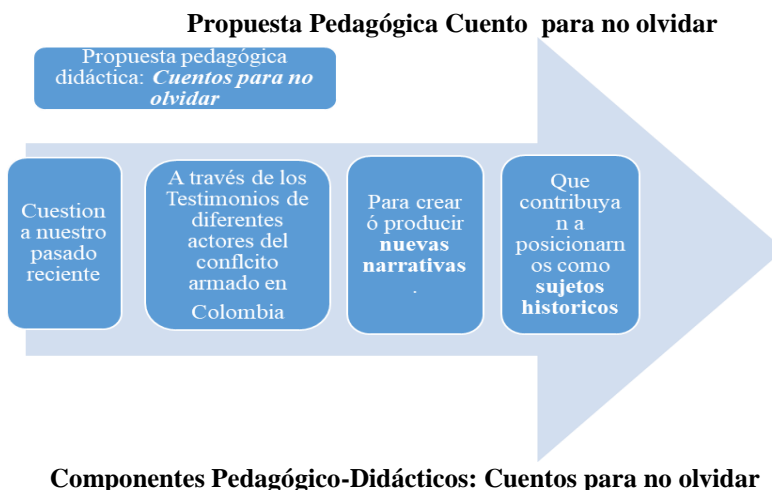 Propuesta Pedagógica Cuento para no olvidar
Propuesta pedagógica
didáctica: Cuentos para no
olvidar
Cuestion
a nuestro
pasado
reciente
A través de los
Testimonios de
diferentes
actores del
conflcito
armado en
Colombia
Para crear
ó producir
nuevas
narrativas
.
Que
contribuya
n a
posicionarn
os como
sujetos
historicos
Componentes Pedagógico-Didácticos: Cuentos para no olvidar